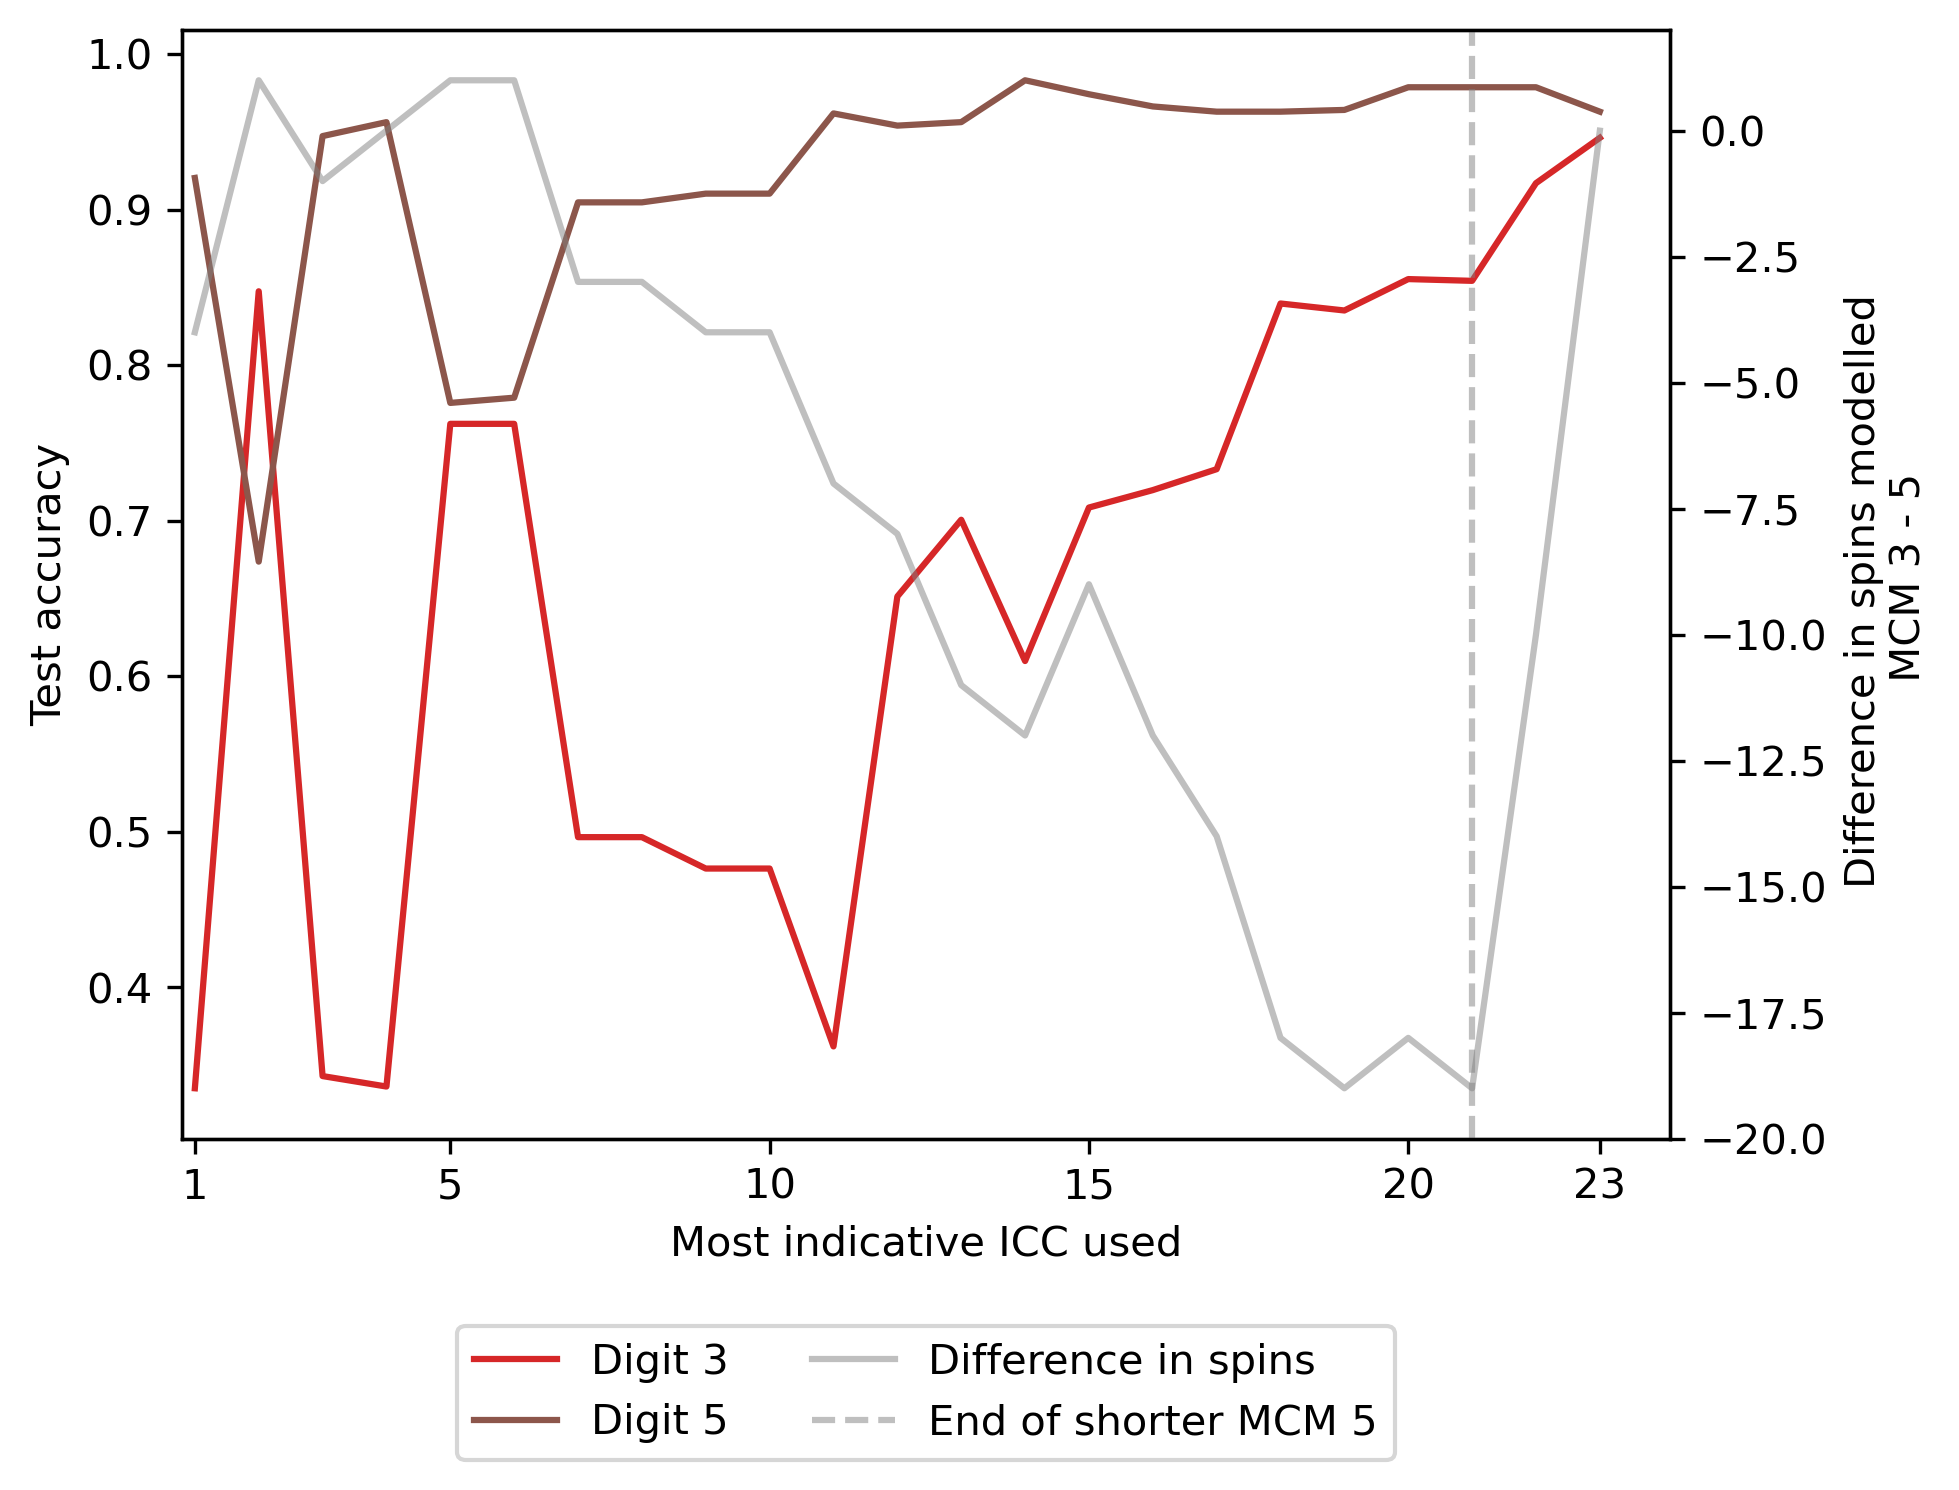 Test accuracy
1.0
0.9
0.8
0.7
0.6
0.5
0.4
0.0
−2.5
−5.0
−7.5
−10.0
−12.5
−15.0
−17.5
−20.0
Difference in spins modelled
MCM 3 - 5
1 5 10 15 20 23
Most indicative ICC used
Digit 3 Difference in spins
Digit 5 End of shorter MCM 5